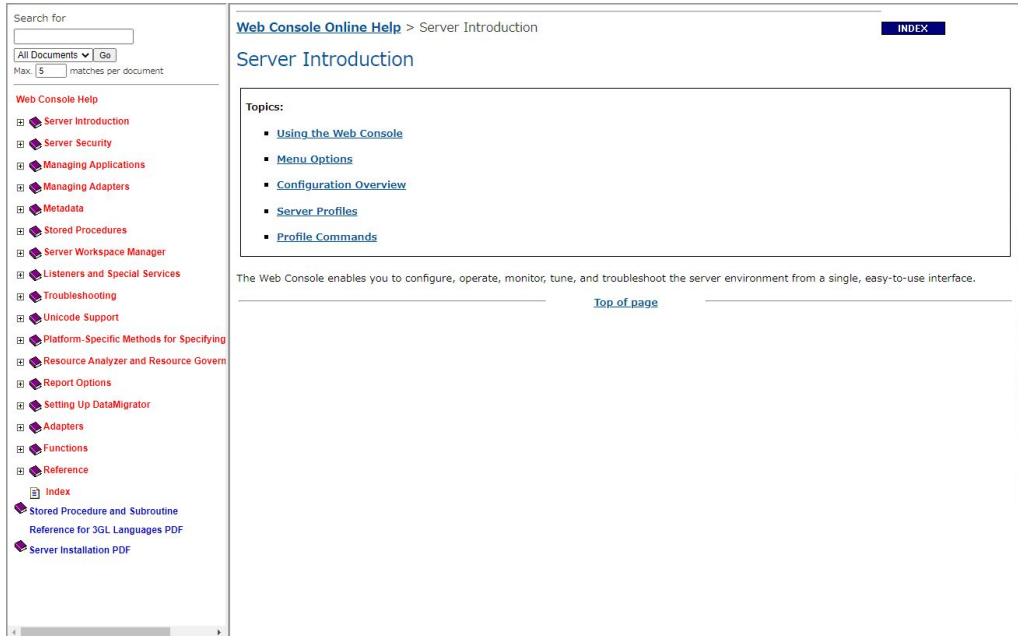 Search for
All Documents Go
Max. 5 matches per document
Web Console Help
Server Introduction
Server Security
Managing Applications
Managing Adapters
Metadata
Stored Procedures
Server Workspace Manager
Listeners and Special Services
Troubleshooting
Unicode Support
Platform-Specific Methods for Specifying
Resource Analyzer and Resource Govern
Report Options
Setting Up DataMigrator
Adapters
Functions
Reference
Index
Stored Procedure and Subroutine
Reference for 3GL Languages PDF
Server Installation PDF
Web Console Online Help > Server Introduction
INDEX
Server Introduction
Topics:
Using the Web Console
Menu Options
Configuration Overview
Server Profiles
Profile Commands
The Web Console enables you to configure, operate, monitor, tune, and troubleshoot the server environment from a single, easy-to-use interface.
Top of page